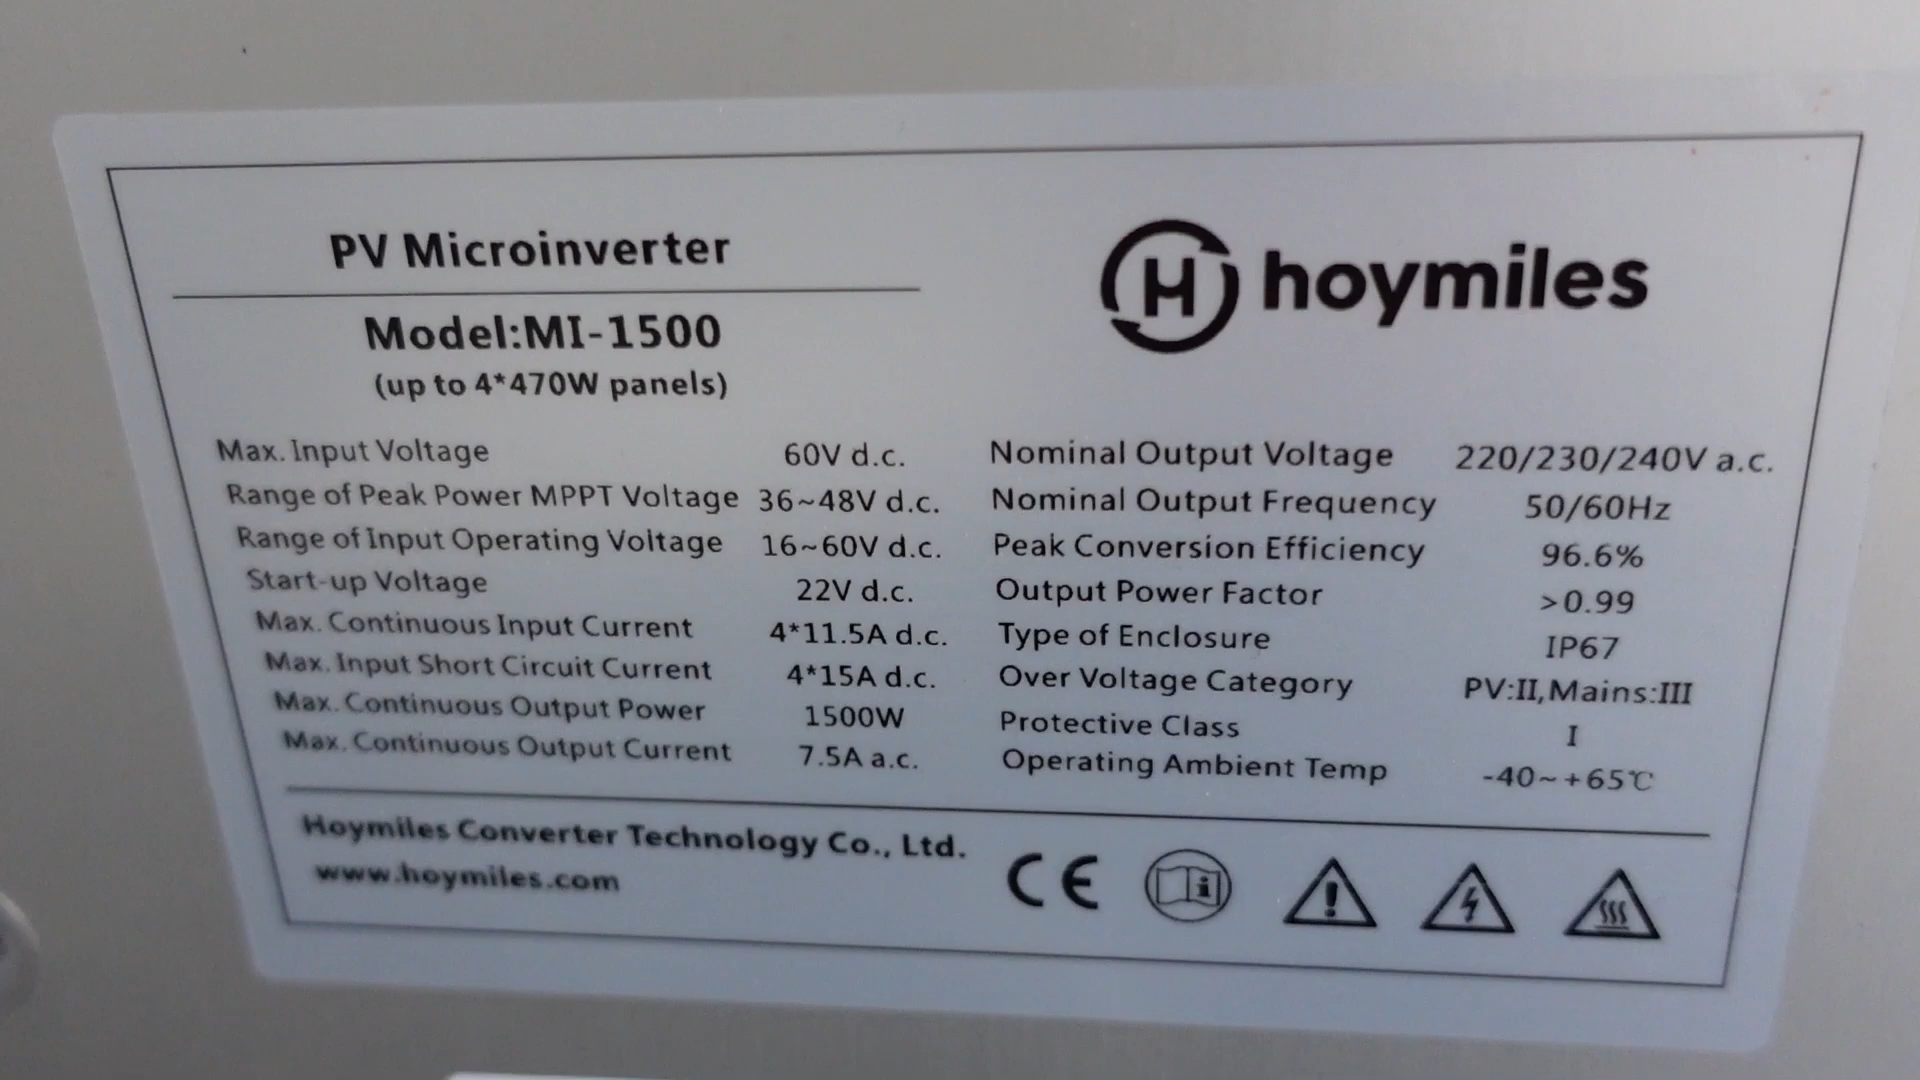 PV Microinverter
Model:MI-1500
(up to 4*470W panels)
H hoymiles
Max. Input Voltage 60V d.c.
Range of Peak Power MPPT Voltage 36~48V d.c.
Range of Input Operating Voltage 16~60V d.c.
Start-up Voltage 22V d.c.
Max. Continuous Input Current 4*11.5A d.c.
Max. Input Short Circuit Current 4*15A d.c.
Max. Continuous Output Power 1500W
Max. Continuous Output Current 7.5A a.c.
Nominal Output Voltage 220/230/240V a.c.
Nominal Output Frequency 50/60Hz
Peak Conversion Efficiency 96.6%
Output Power Factor >0.99
Type of Enclosure IP67
Over Voltage Category PV:II,Mains:III
Protective Class I
Operating Ambient Temp -40~+65℃
Hoymiles Converter Technology Co., Ltd.
www.hoymiles.com
CE